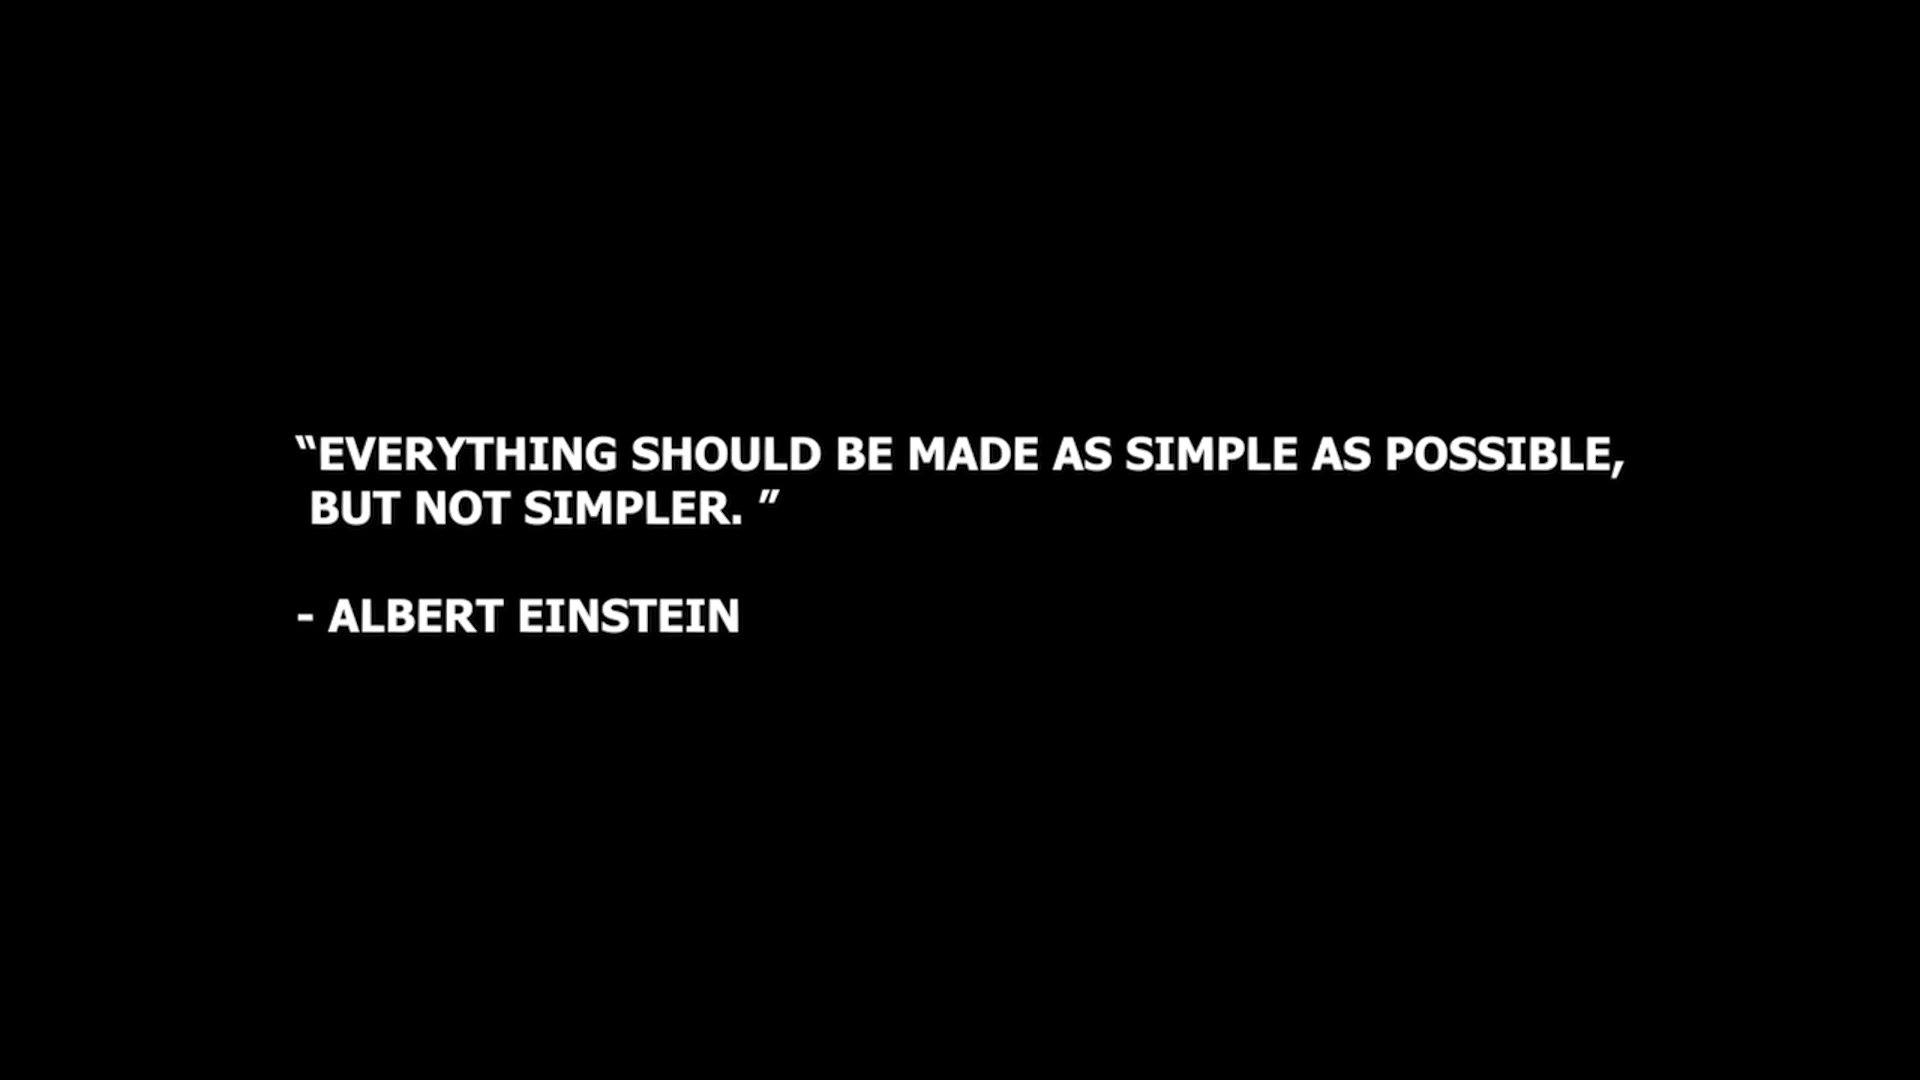 “EVERYTHING SHOULD BE MADE AS SIMPLE AS POSSIBLE,
BUT NOT SIMPLER. ”
- ALBERT EINSTEIN